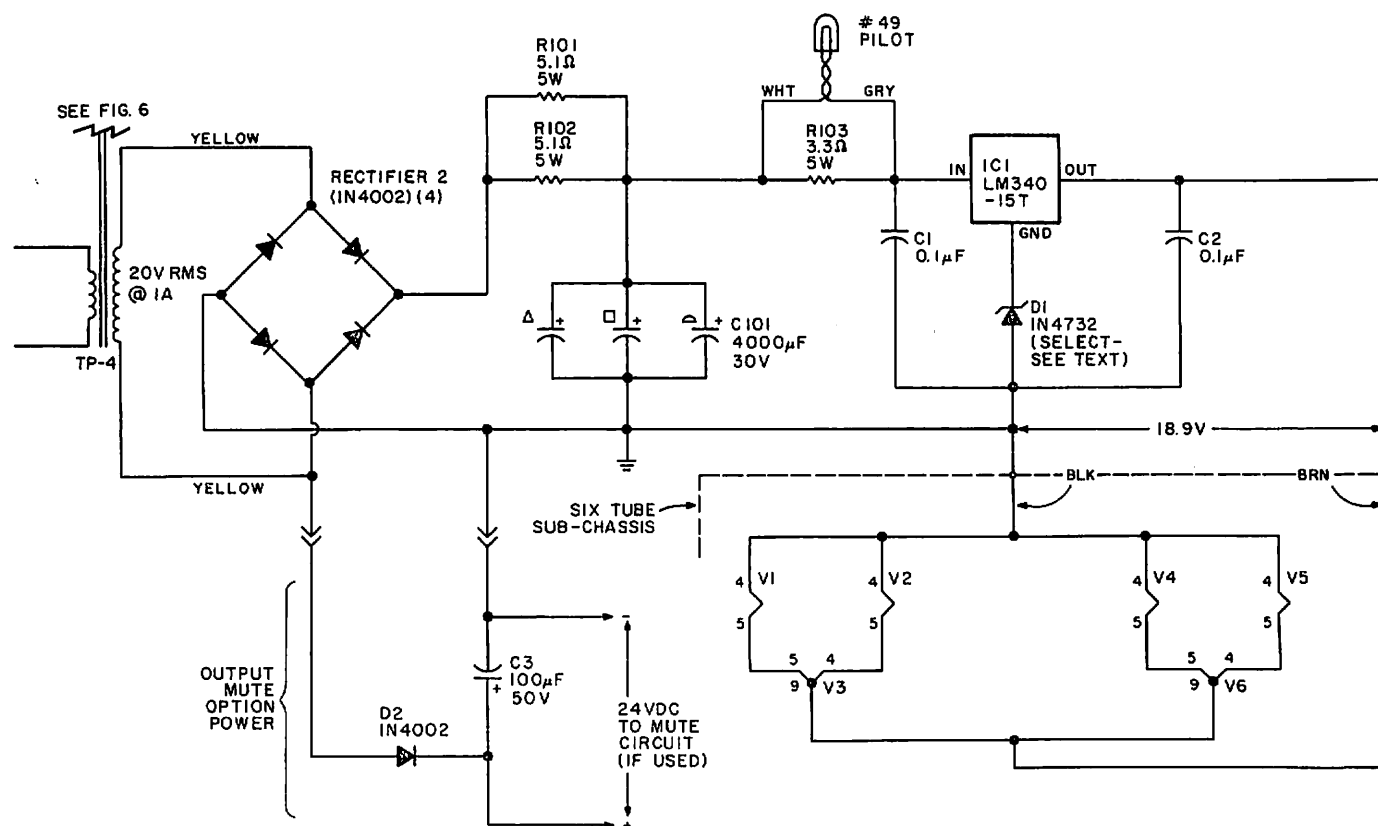 #49
PILOT
R101
5.1Ω
5W
WHT
GRY
SEE FIG. 6
YELLOW
R102
5.1Ω
5W
R103
3.3Ω
5W
RECTIFIER 2
(IN4002)(4)
IN
IC1
LM340
-15T
OUT
GND
C1
0.1μF
C2
0.1μF
20V RMS
@ 1A
TP-4
Δ
+
□
+
+
C101
4000μF
30V
D1
IN4732
(SELECT-
SEE TEXT)
18.9V
YELLOW
BLK
BRN
SIX TUBE
SUB-CHASSIS
4
V1
5
4
V2
5
4
V4
5
4
V5
5
5
4
9
V3
5
4
9
V6
OUTPUT
MUTE
OPTION
POWER
-
C3
100μF
50V
+
D2
IN4002
24VDC
TO MUTE
CIRCUIT
(IF USED)
+